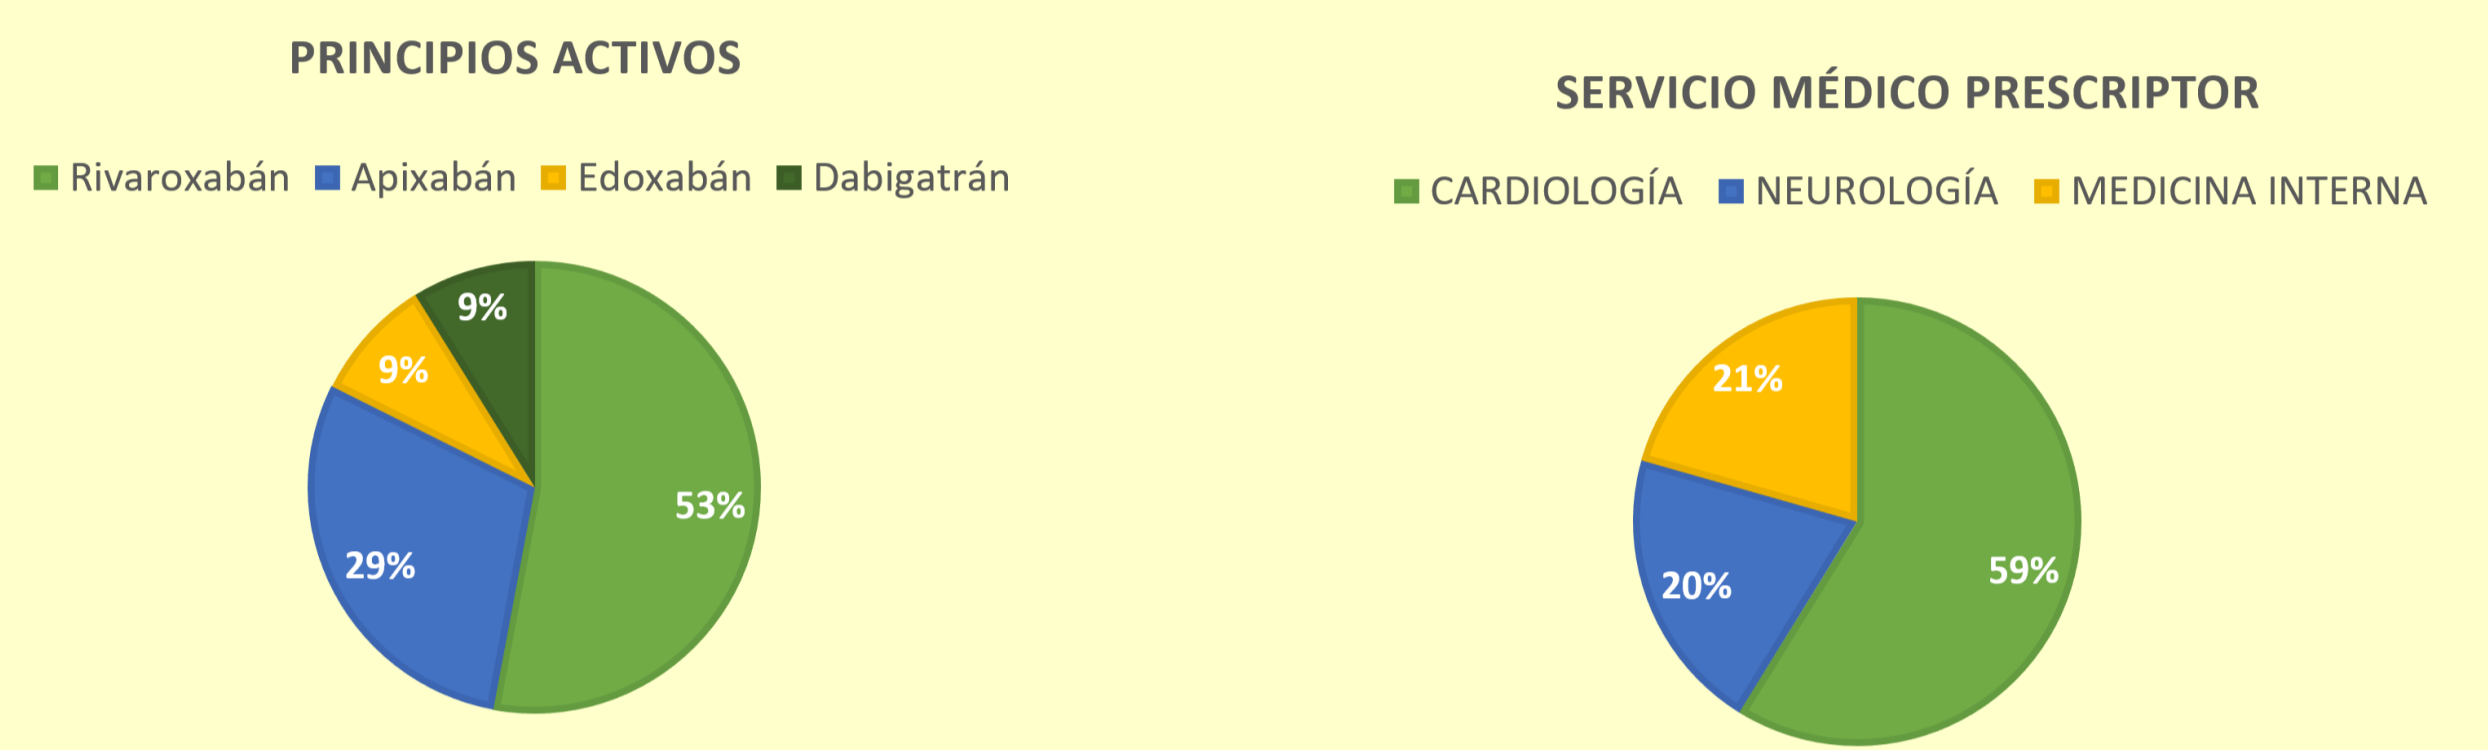 PRINCIPIOS ACTIVOS
Rivaroxabán Apixabán Edoxabán Dabigatrán
9%
9%
53%
29%
SERVICIO MÉDICO PRESCRIPTOR
CARDIOLOGÍA NEUROLOGÍA MEDICINA INTERNA
21%
59%
20%